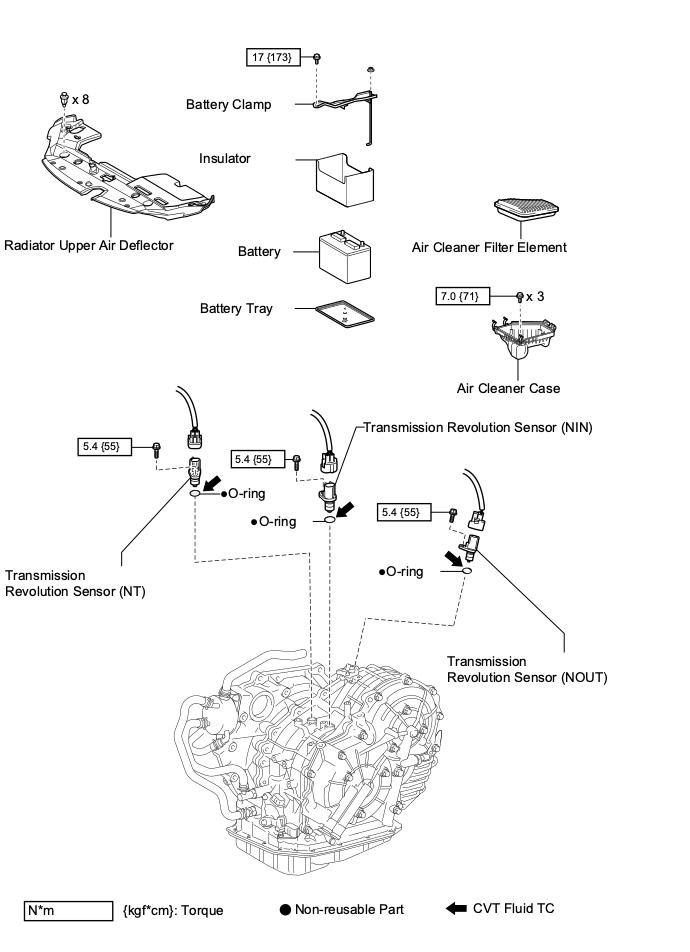 17 {173}
x 8
Battery Clamp
Insulator
Radiator Upper Air Deflector
Battery
Air Cleaner Filter Element
7.0 {71}
x 3
Battery Tray
Air Cleaner Case
Transmission Revolution Sensor (NIN)
5.4 {55}
5.4 {55}
●O-ring
5.4 {55}
●O-ring
●O-ring
Transmission
Revolution Sensor (NT)
Transmission
Revolution Sensor (NOUT)
N*m
{kgf*cm}: Torque
● Non-reusable Part
CVT Fluid TC